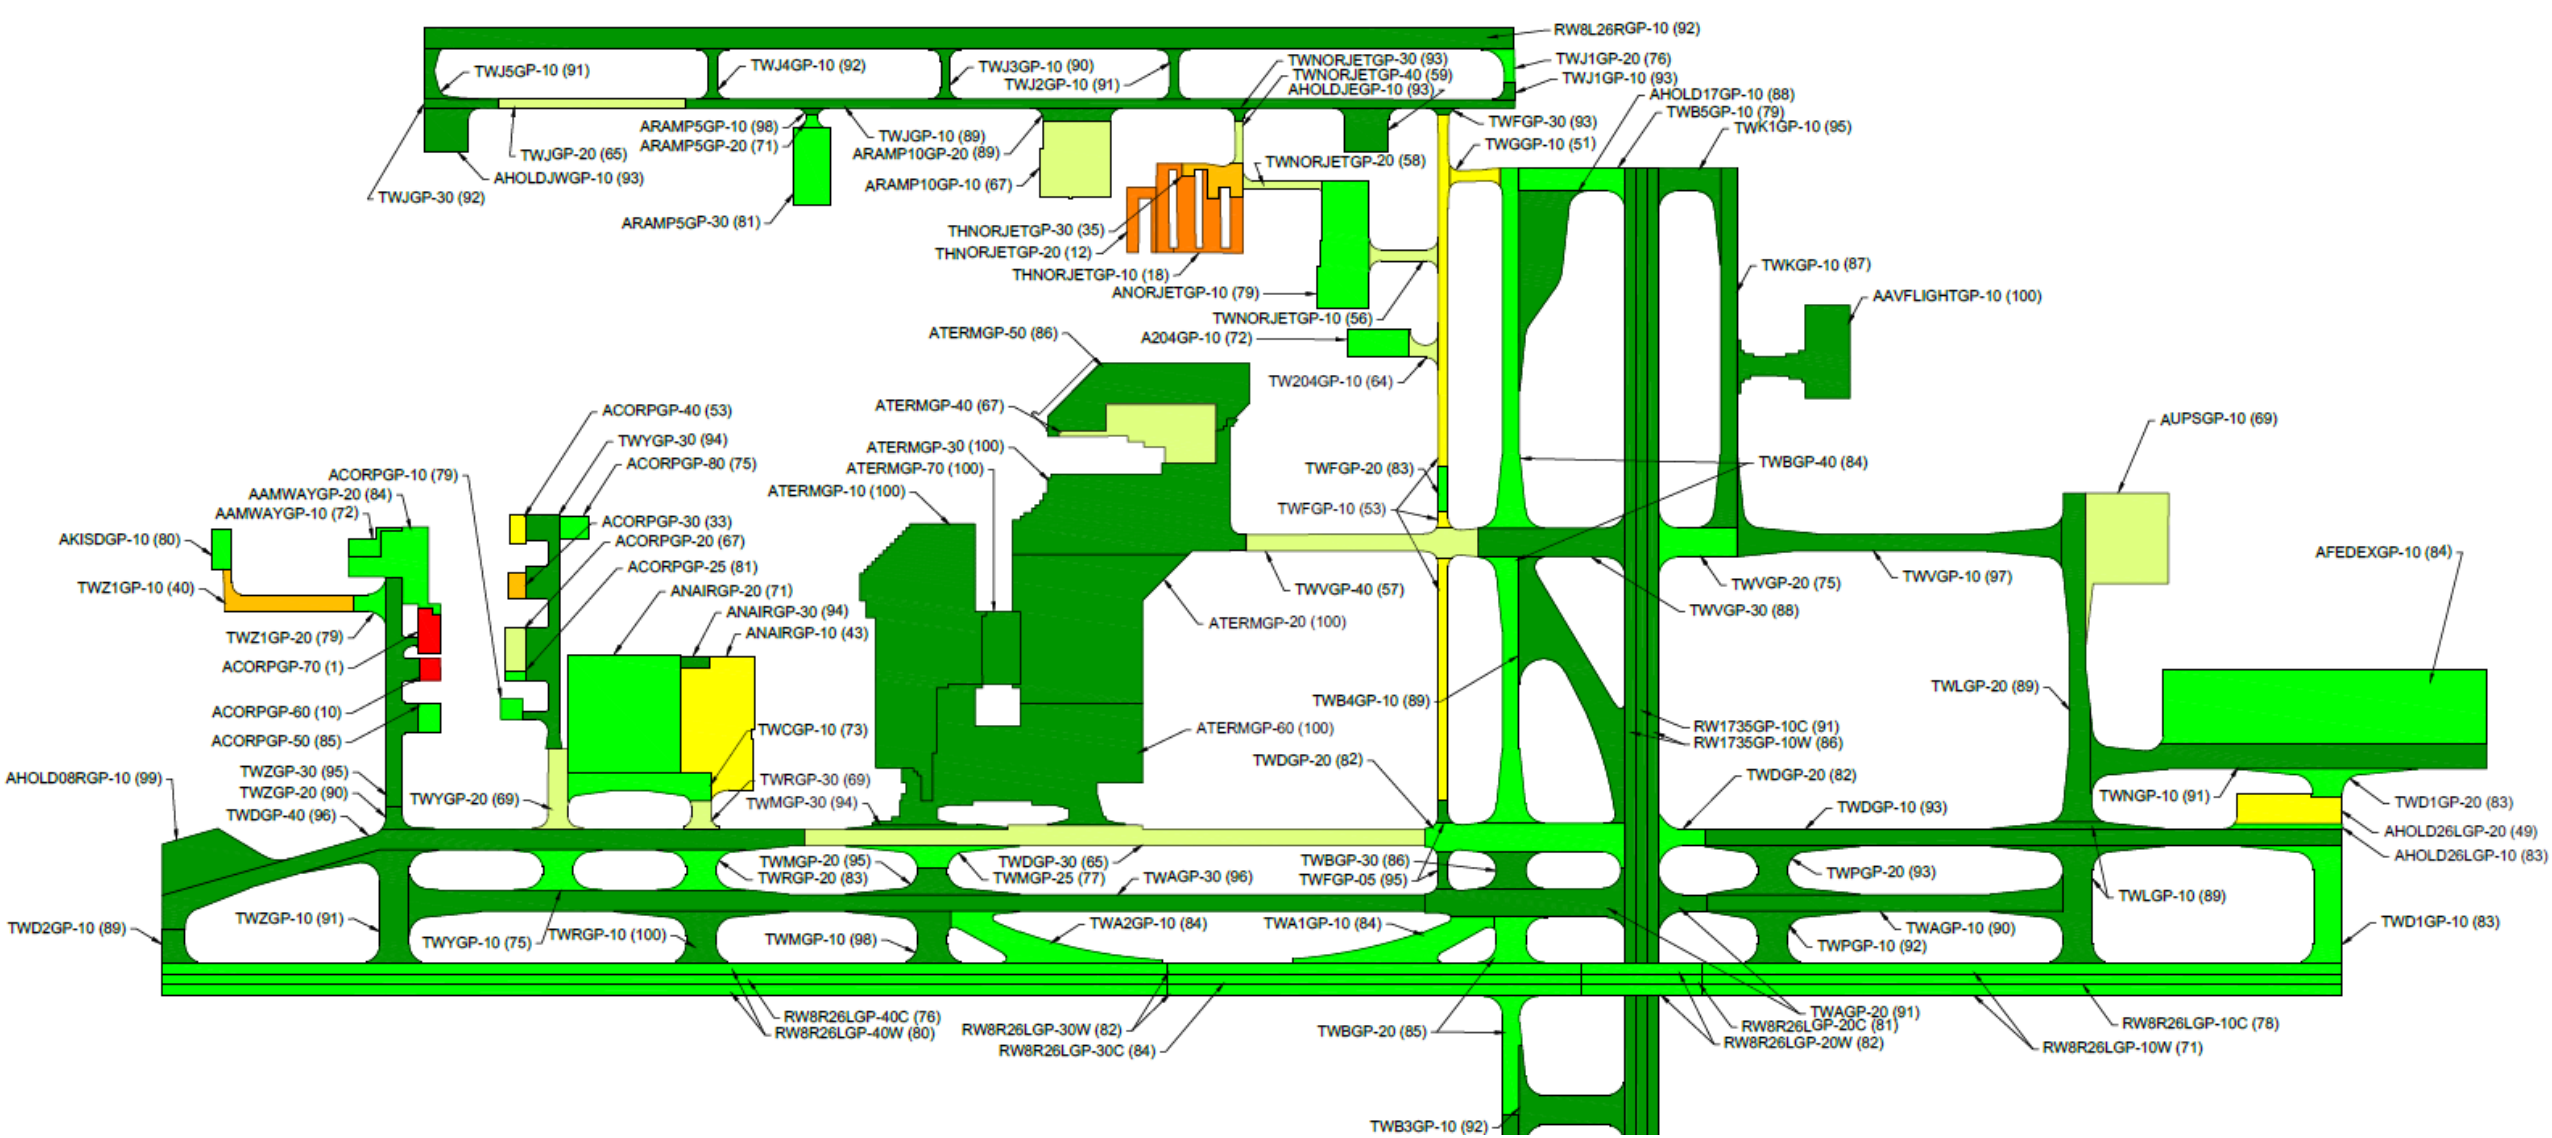 RW8L26RGP-10 (92)
TWJ5GP-10 (91)
TWJ4GP-10 (92)
TWJ3GP-10 (90)
TWJ2GP-10 (91)
TWNORJETGP-30 (93)
TWNORJETGP-40 (59)
AHOLDJEGP-10 (93)
TWJ1GP-20 (76)
TWJ1GP-10 (93)
AHOLD17GP-10 (88)
TWB5GP-10 (79)
TWK1GP-10 (95)
ARAMP5GP-10 (98)
ARAMP5GP-20 (71)
TWJGP-10 (89)
ARAMP10GP-20 (89)
TWFGP-30 (93)
TWGGP-10 (51)
TWJGP-20 (65)
AHOLDJWGP-10 (93)
TWJGP-30 (92)
ARAMP10GP-10 (67)
TWNORJETGP-20 (58)
ARAMP5GP-30 (81)
THNORJETGP-30 (35)
THNORJETGP-20 (12)
THNORJETGP-10 (18)
ANORJETGP-10 (79)
TWKGP-10 (87)
AAVFLIGHTGP-10 (100)
TWNORJETGP-10 (56)
ATERMGP-50 (86)
A204GP-10 (72)
TW204GP-10 (64)
ATERMGP-40 (67)
ACORPGP-40 (53)
TWYGP-30 (94)
ACORPGP-80 (75)
ATERMGP-30 (100)
ATERMGP-70 (100)
ATERMGP-10 (100)
AUPSGP-10 (69)
TWFGP-20 (83)
TWBGP-40 (84)
ACORPGP-10 (79)
AAMWAYGP-20 (84)
AAMWAYGP-10 (72)
AKISDGP-10 (80)
TWFGP-10 (53)
ACORPGP-30 (33)
ACORPGP-20 (67)
ACORPGP-25 (81)
AFEDEXGP-10 (84)
TWZ1GP-10 (40)
ANAIRGP-20 (71)
ANAIRGP-30 (94)
ANAIRGP-10 (43)
TWVGP-40 (57)
TWVGP-20 (75)
TWVGP-10 (97)
TWVGP-30 (88)
ATERMGP-20 (100)
TWZ1GP-20 (79)
ACORPGP-70 (1)
ACORPGP-60 (10)
ACORPGP-50 (85)
TWB4GP-10 (89)
TWLGP-20 (89)
TWCGP-10 (73)
ATERMGP-60 (100)
RW1735GP-10C (91)
RW1735GP-10W (86)
TWDGP-20 (82)
TWDGP-20 (82)
AHOLD08RGP-10 (99)
TWZGP-30 (95)
TWZGP-20 (90)
TWDGP-40 (96)
TWYGP-20 (69)
TWRGP-30 (69)
TWMGP-30 (94)
TWDGP-10 (93)
TWNGP-10 (91)
TWD1GP-20 (83)
AHOLD26LGP-20 (49)
AHOLD26LGP-10 (83)
TWMGP-20 (95)
TWRGP-20 (83)
TWDGP-30 (65)
TWMGP-25 (77)
TWAGP-30 (96)
TWBGP-30 (86)
TWFGP-05 (95)
TWPGP-20 (93)
TWLGP-10 (89)
TWD2GP-10 (89)
TWZGP-10 (91)
TWYGP-10 (75)
TWRGP-10 (100)
TWMGP-10 (98)
TWA2GP-10 (84)
TWA1GP-10 (84)
TWAGP-10 (90)
TWPGP-10 (92)
TWD1GP-10 (83)
RW8R26LGP-40C (76)
RW8R26LGP-40W (80)
RW8R26LGP-30W (82)
RW8R26LGP-30C (84)
TWBGP-20 (85)
TWAGP-20 (91)
RW8R26LGP-20C (81)
RW8R26LGP-20W (82)
RW8R26LGP-10C (78)
RW8R26LGP-10W (71)
TWB3GP-10 (92)